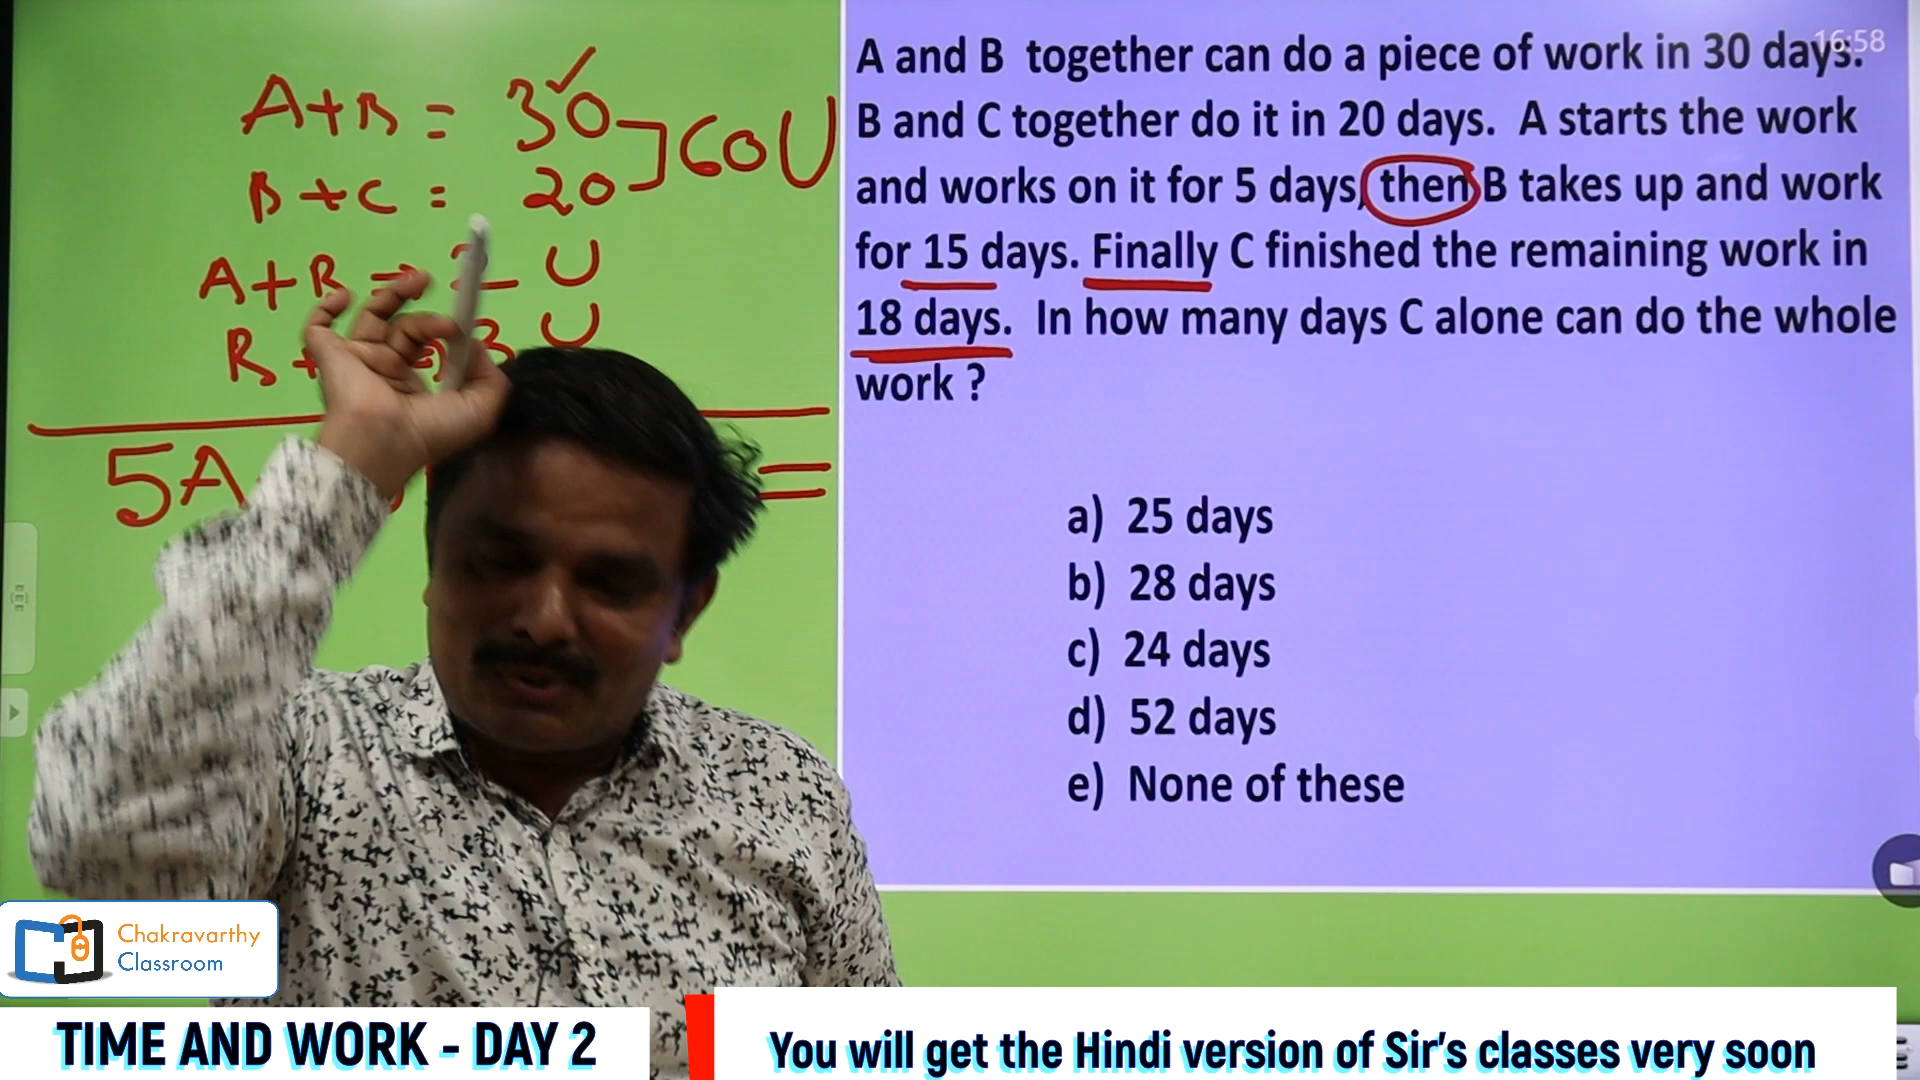 A+B = 30
B+C = 20 ] 60U
A+B → 2 U
B+ 3 U
5A =
A and B together can do a piece of work in 30 days.
16:58
B and C together do it in 20 days. A starts the work
and works on it for 5 days, then B takes up and work
for 15 days. Finally C finished the remaining work in
18 days. In how many days C alone can do the whole
work ?
a) 25 days
b) 28 days
c) 24 days
d) 52 days
e) None of these
Chakravarthy
Classroom
TIME AND WORK - DAY 2
You will get the Hindi version of Sir's classes very soon